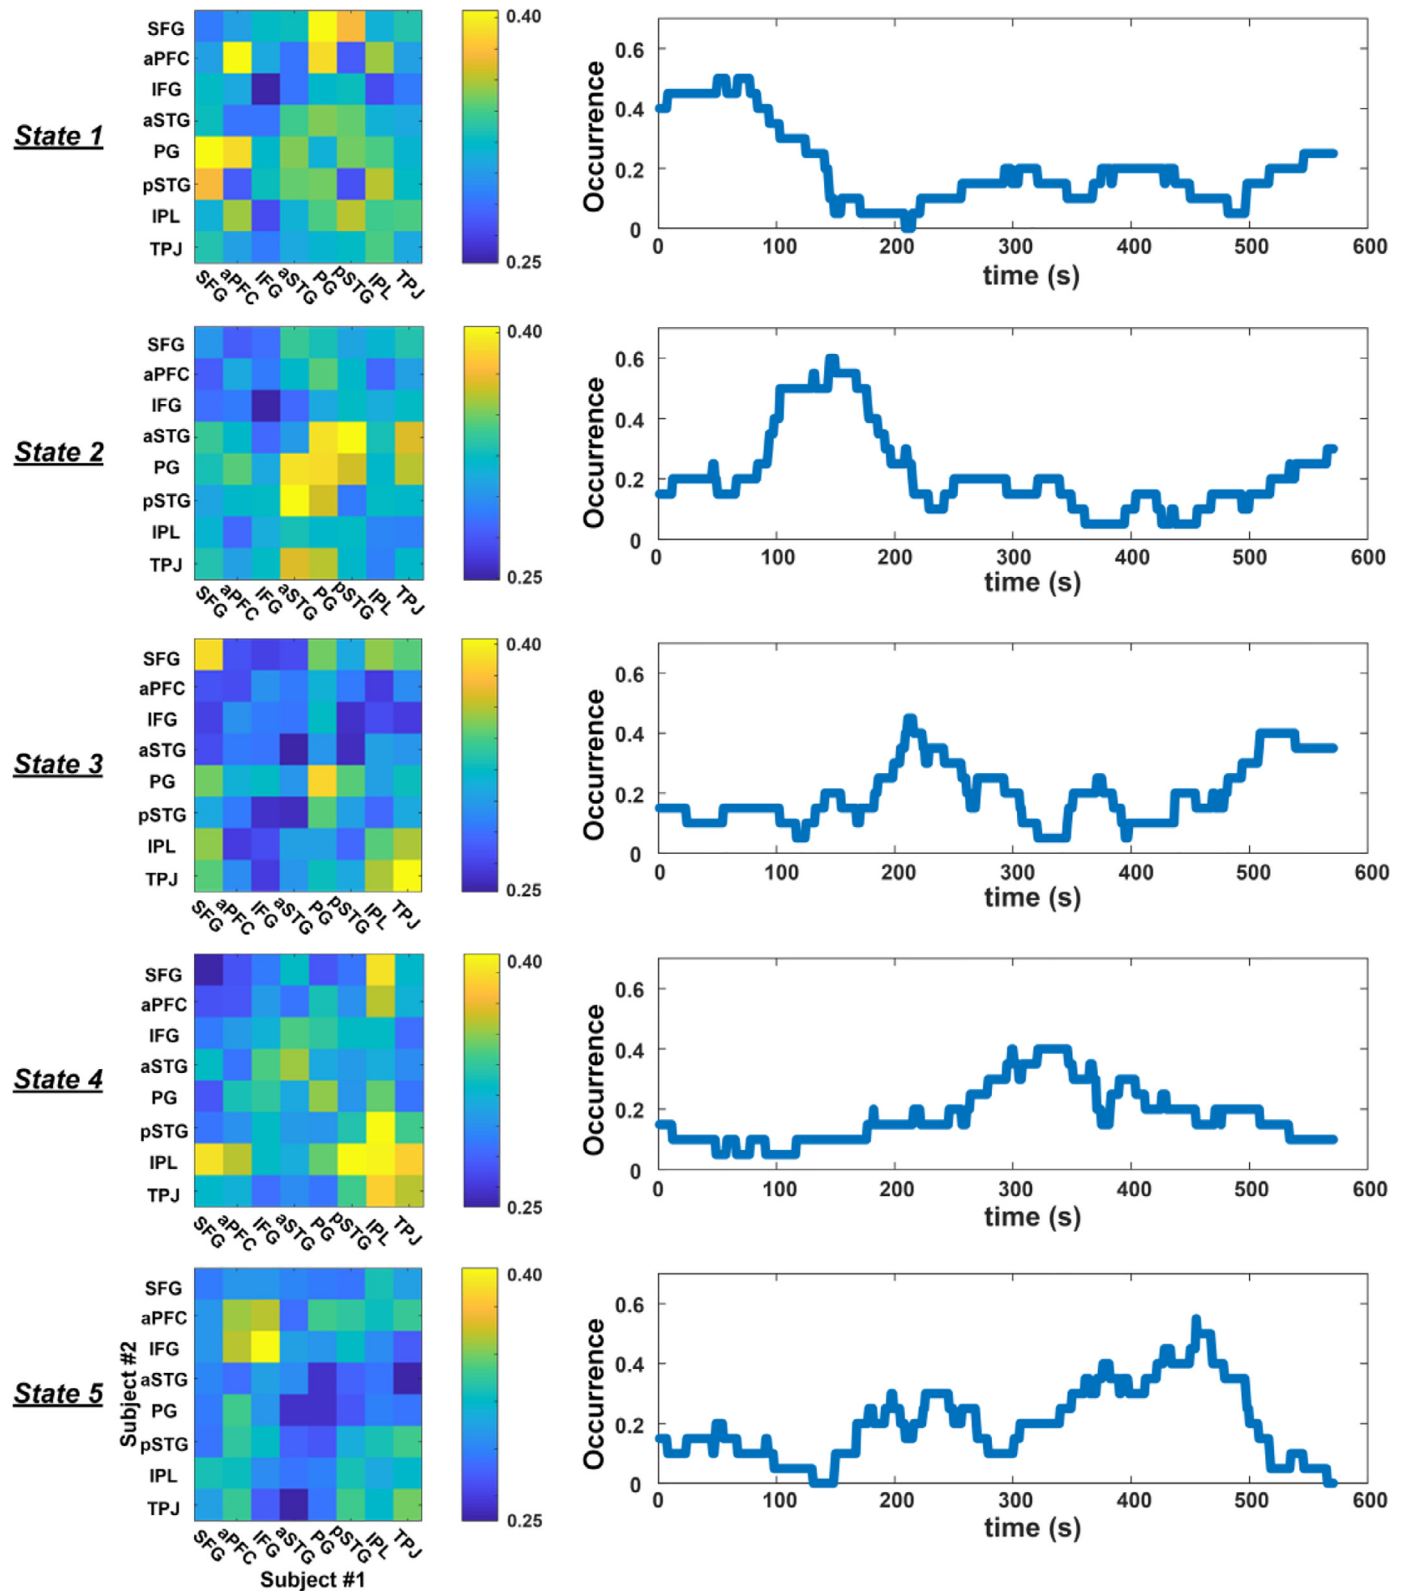 State 1
SFG
aPFC
IFG
aSTG
PG
pSTG
IPL
TPJ
SFG aPFC IFG aSTG PG pSTG IPL TPJ
0.40
0.25
Occurrence
0.6
0.4
0.2
0
0 100 200 300 400 500 600
time (s)
State 2
SFG
aPFC
IFG
aSTG
PG
pSTG
IPL
TPJ
SFG aPFC IFG aSTG PG pSTG IPL TPJ
0.40
0.25
Occurrence
0.6
0.4
0.2
0
0 100 200 300 400 500 600
time (s)
State 3
SFG
aPFC
IFG
aSTG
PG
pSTG
IPL
TPJ
SFG aPFC IFG aSTG PG pSTG IPL TPJ
0.40
0.25
Occurrence
0.6
0.4
0.2
0
0 100 200 300 400 500 600
time (s)
State 4
SFG
aPFC
IFG
aSTG
PG
pSTG
IPL
TPJ
SFG aPFC IFG aSTG PG pSTG IPL TPJ
0.40
0.25
Occurrence
0.6
0.4
0.2
0
0 100 200 300 400 500 600
time (s)
State 5
Subject #2
SFG
aPFC
IFG
aSTG
PG
pSTG
IPL
TPJ
SFG aPFC IFG aSTG PG pSTG IPL TPJ
Subject #1
0.40
0.25
Occurrence
0.6
0.4
0.2
0
0 100 200 300 400 500 600
time (s)